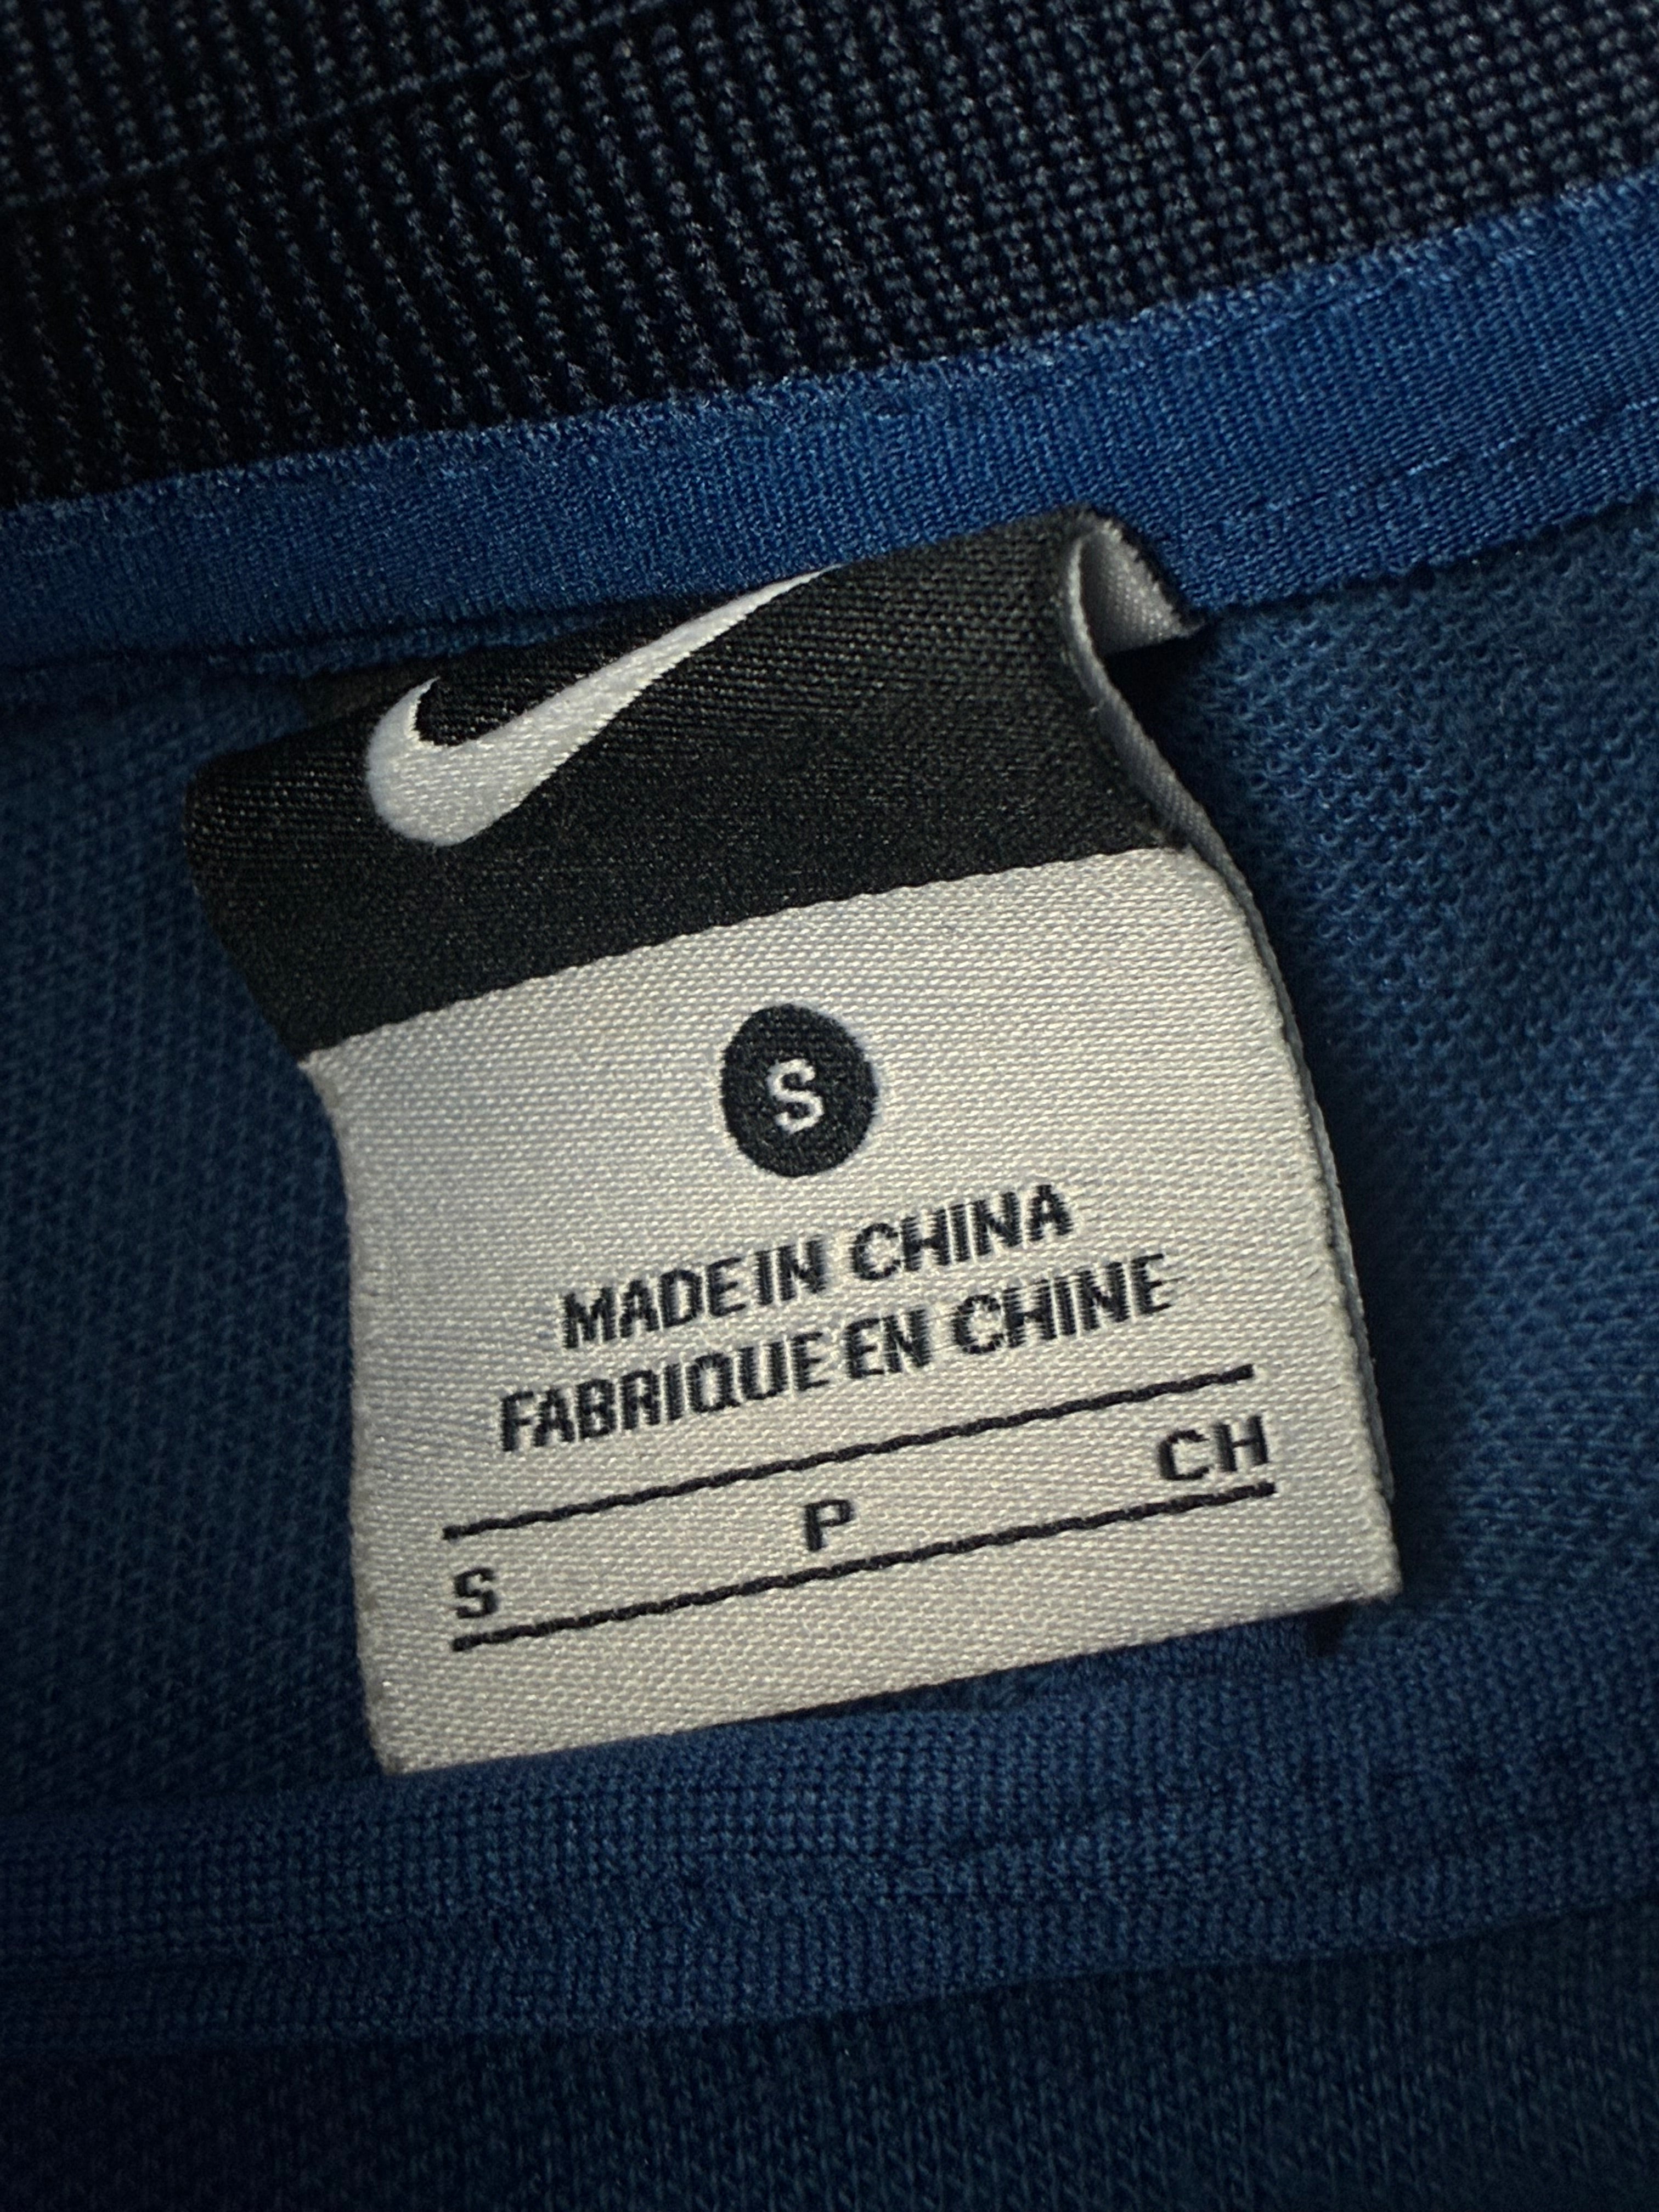 S
MADE IN CHINA
FABRIQUE EN CHINE
S P CH